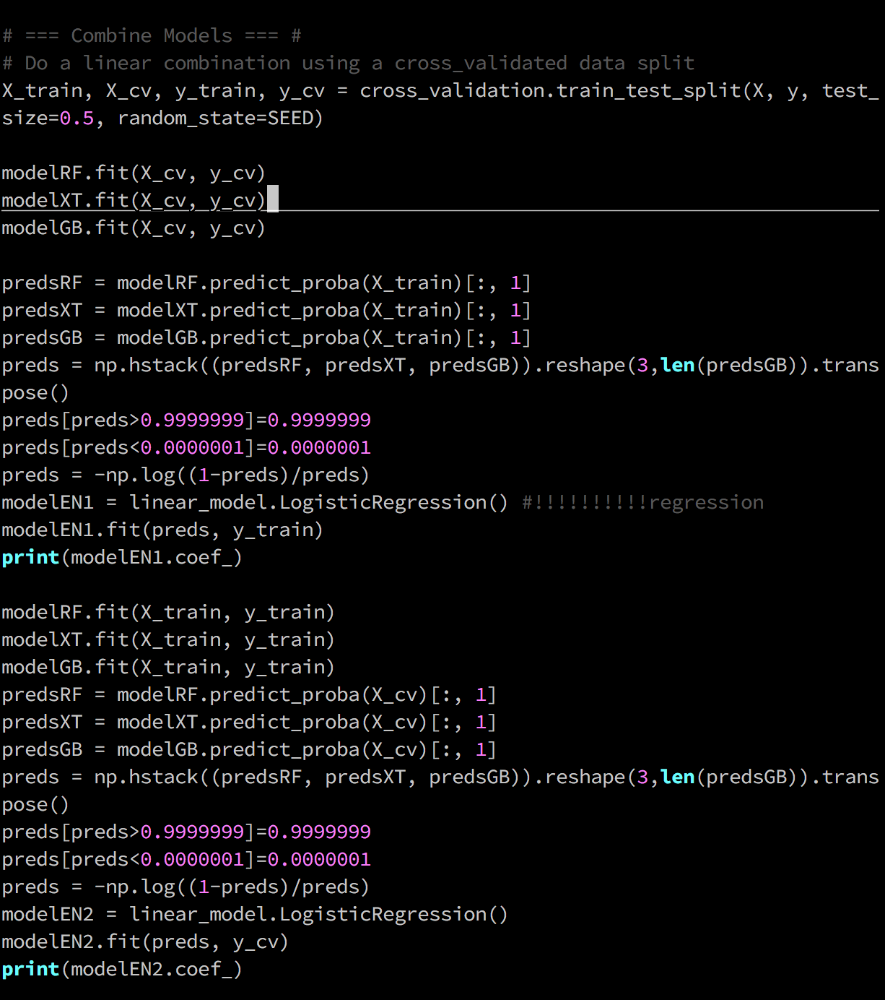 # === Combine Models === #
# Do a linear combination using a cross_validated data split
X_train, X_cv, y_train, y_cv = cross_validation.train_test_split(X, y, test_
size=0.5, random_state=SEED)
modelRF.fit(X_cv, y_cv)
modelXT.fit(X_cv, y_cv)
modelGB.fit(X_cv, y_cv)
predsRF = modelRF.predict_proba(X_train)[:, 1]
predsXT = modelXT.predict_proba(X_train)[:, 1]
predsGB = modelGB.predict_proba(X_train)[:, 1]
preds = np.hstack((predsRF, predsXT, predsGB)).reshape(3,len(predsGB)).trans
pose()
preds[preds>0.9999999]=0.9999999
preds[preds<0.0000001]=0.0000001
preds = -np.log((1-preds)/preds)
modelEN1 = linear_model.LogisticRegression() #!!!!!!!!!!regression
modelEN1.fit(preds, y_train)
print(modelEN1.coef_)
modelRF.fit(X_train, y_train)
modelXT.fit(X_train, y_train)
modelGB.fit(X_train, y_train)
predsRF = modelRF.predict_proba(X_cv)[:, 1]
predsXT = modelXT.predict_proba(X_cv)[:, 1]
predsGB = modelGB.predict_proba(X_cv)[:, 1]
preds = np.hstack((predsRF, predsXT, predsGB)).reshape(3,len(predsGB)).trans
pose()
preds[preds>0.9999999]=0.9999999
preds[preds<0.0000001]=0.0000001
preds = -np.log((1-preds)/preds)
modelEN2 = linear_model.LogisticRegression()
modelEN2.fit(preds, y_cv)
print(modelEN2.coef_)